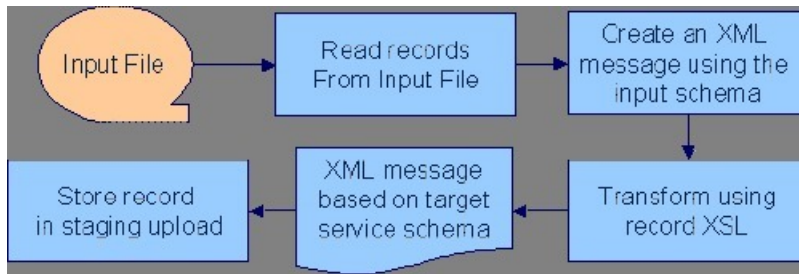 Input File
Read records
From Input File
Create an XML
message using the
input schema
Transform using
record XSL
XML message
based on target
service schema
Store record
in staging upload